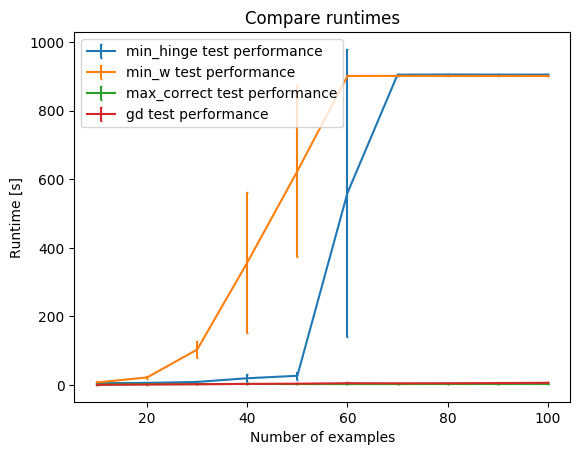 Compare runtimes
1000
800
600
400
200
0
Runtime [s]
min_hinge test performance
min_w test performance
max_correct test performance
gd test performance
20
40
60
80
100
Number of examples